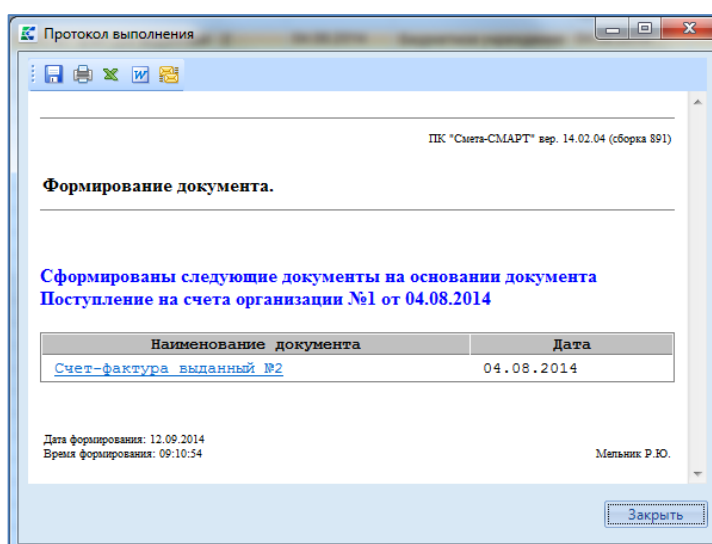 Протокол выполнения
ПК "Смета-СМАРТ" вер. 14.02.04 (сборка 891)
Формирование документа.
Сформированы следующие документы на основании документа
Поступление на счета организации №1 от 04.08.2014
Наименование документа Дата
Счет-фактура выданный №2 04.08.2014
Дата формирования: 12.09.2014
Время формирования: 09:10:54 Мельник Р.Ю.
Закрыть